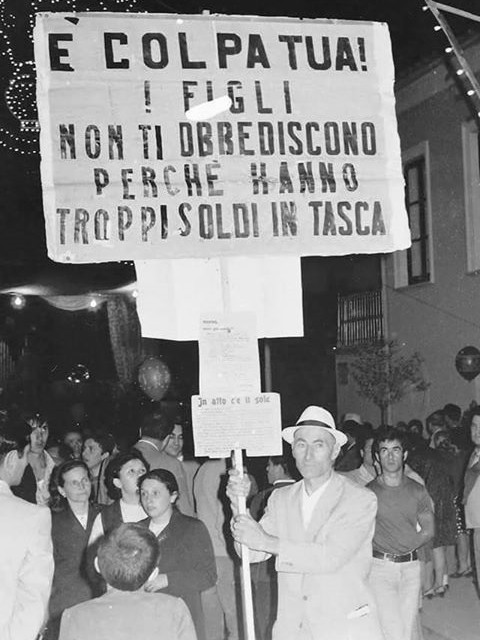 È COLPA TUA!
I FIGLI
NON TI OBBEDISCONO
PERCHÈ HANNO
TROPPI SOLDI IN TASCA
In alto c'è il sole